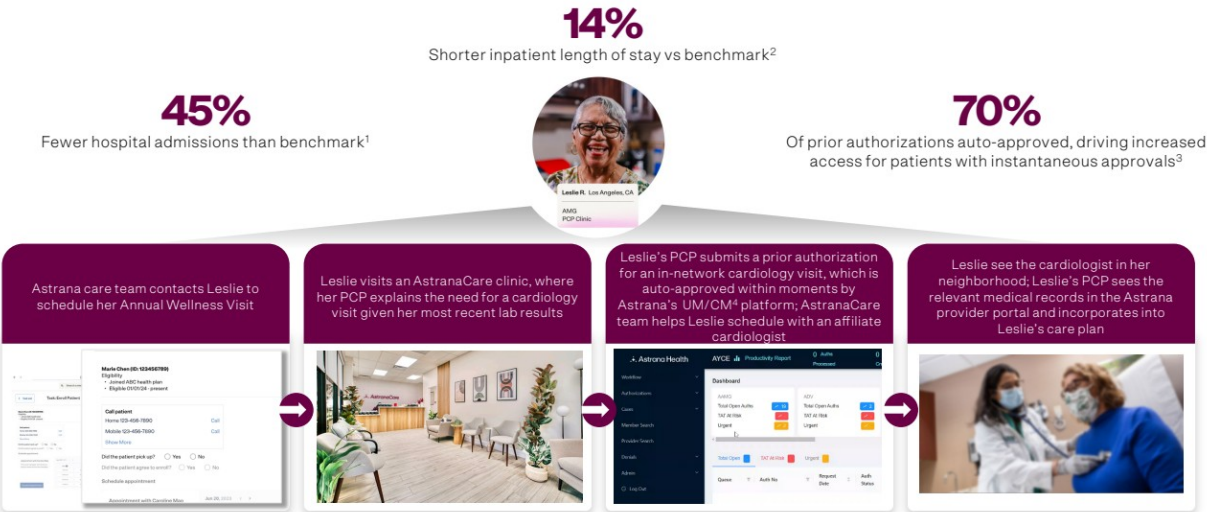 14%
Shorter inpatient length of stay vs benchmark²
45%
Fewer hospital admissions than benchmark¹
70%
Of prior authorizations auto-approved, driving increased
access for patients with instantaneous approvals³
Leslie R. Los Angeles, CA
AMG
PCP Clinic
Astrana care team contacts Leslie to
schedule her Annual Wellness Visit
Leslie visits an AstranaCare clinic, where
her PCP explains the need for a cardiology
visit given her most recent lab results
Leslie's PCP submits a prior authorization
for an in-network cardiology visit, which is
auto-approved within moments by
Astrana's UM/CM⁴ platform; AstranaCare
team helps Leslie schedule with an affiliate
cardiologist
Leslie see the cardiologist in her
neighborhood; Leslie's PCP sees the
relevant medical records in the Astrana
provider portal and incorporates into
Leslie's care plan
Marie Chen (ID:123456789)
Eligibility
• Joined ABC health plan
• Eligible 01/01/24 - present
Call patient
Home 123-456-7890 Call
Mobile 123-456-7890 Call
Show More
Did the patient pick up? Yes No
Did the patient agree to enroll? Yes No
Schedule appointment
Appointment with Caroline Mao
AstranaCare
Astrana Health
Workflow
Authorizations
Cases
Member Search
Provider Search
Denials
Admin
Log Out
AYCE Productivity Report 0 Auths
Processed
Dashboard
Total Open Auths
TAT At Risk
Urgent
Total Open Auths
TAT At Risk
Urgent
Total Open TAT At Risk Urgent
Queue Auth No Request
Date Auth
Status